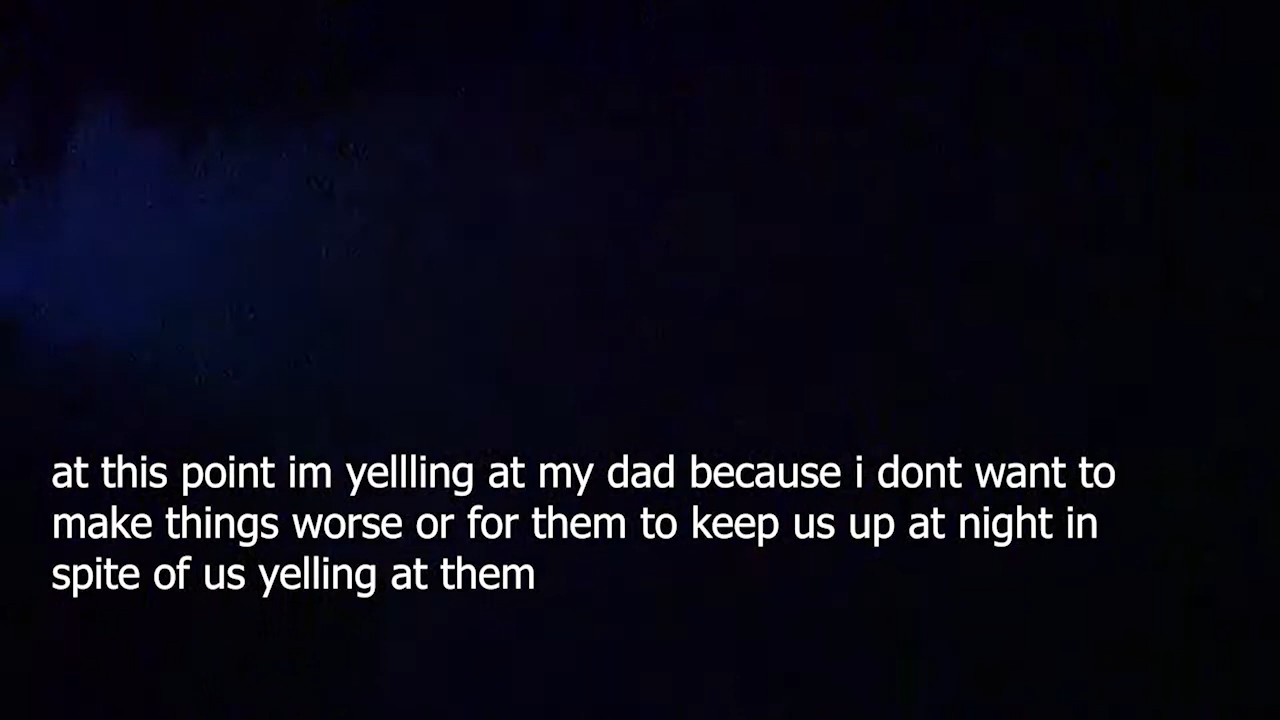 at this point im yellling at my dad because i dont want to
make things worse or for them to keep us up at night in
spite of us yelling at them